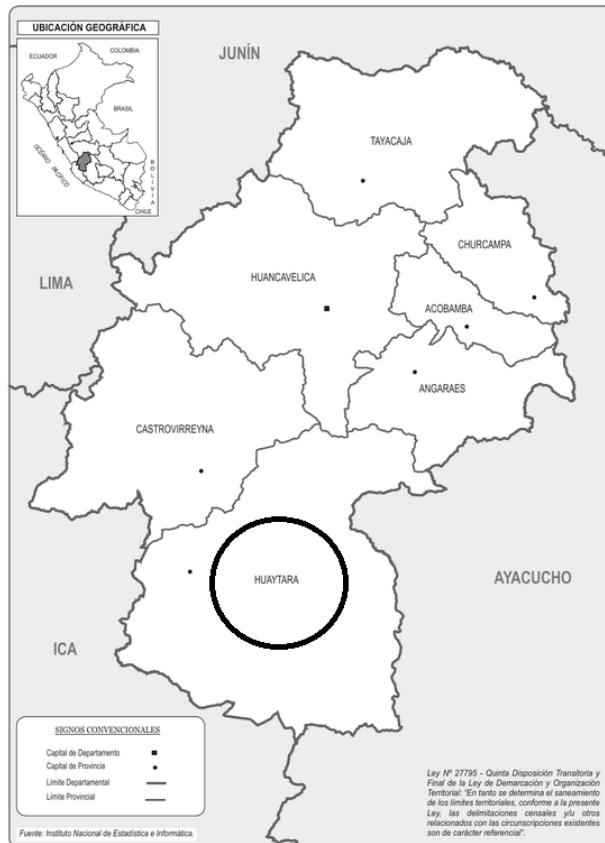 UBICACIÓN GEOGRÁFICA
ECUADOR
COLOMBIA
BRASIL
OCÉANO PACÍFICO
BOLIVIA
CHILE
JUNÍN
TAYACAJA
CHURCAMPA
LIMA
HUANCAVELICA
ACOBAMBA
ANGARAES
CASTROVIRREYNA
HUAYTARA
AYACUCHO
ICA
SIGNOS CONVENCIONALES
Capital de Departamento
Capital de Provincia
Límite Departamental
Límite Provincial
Fuente: Instituto Nacional de Estadística e Informática.
Ley Nº 27795 - Quinta Disposición Transitoria y
Final de la Ley de Demarcación y Organización
Territorial: "En tanto se determina el saneamiento
de los límites territoriales, conforme a la presente
Ley, las delimitaciones censales y/u otros
relacionados con las circunscripciones existentes
son de carácter referencial".